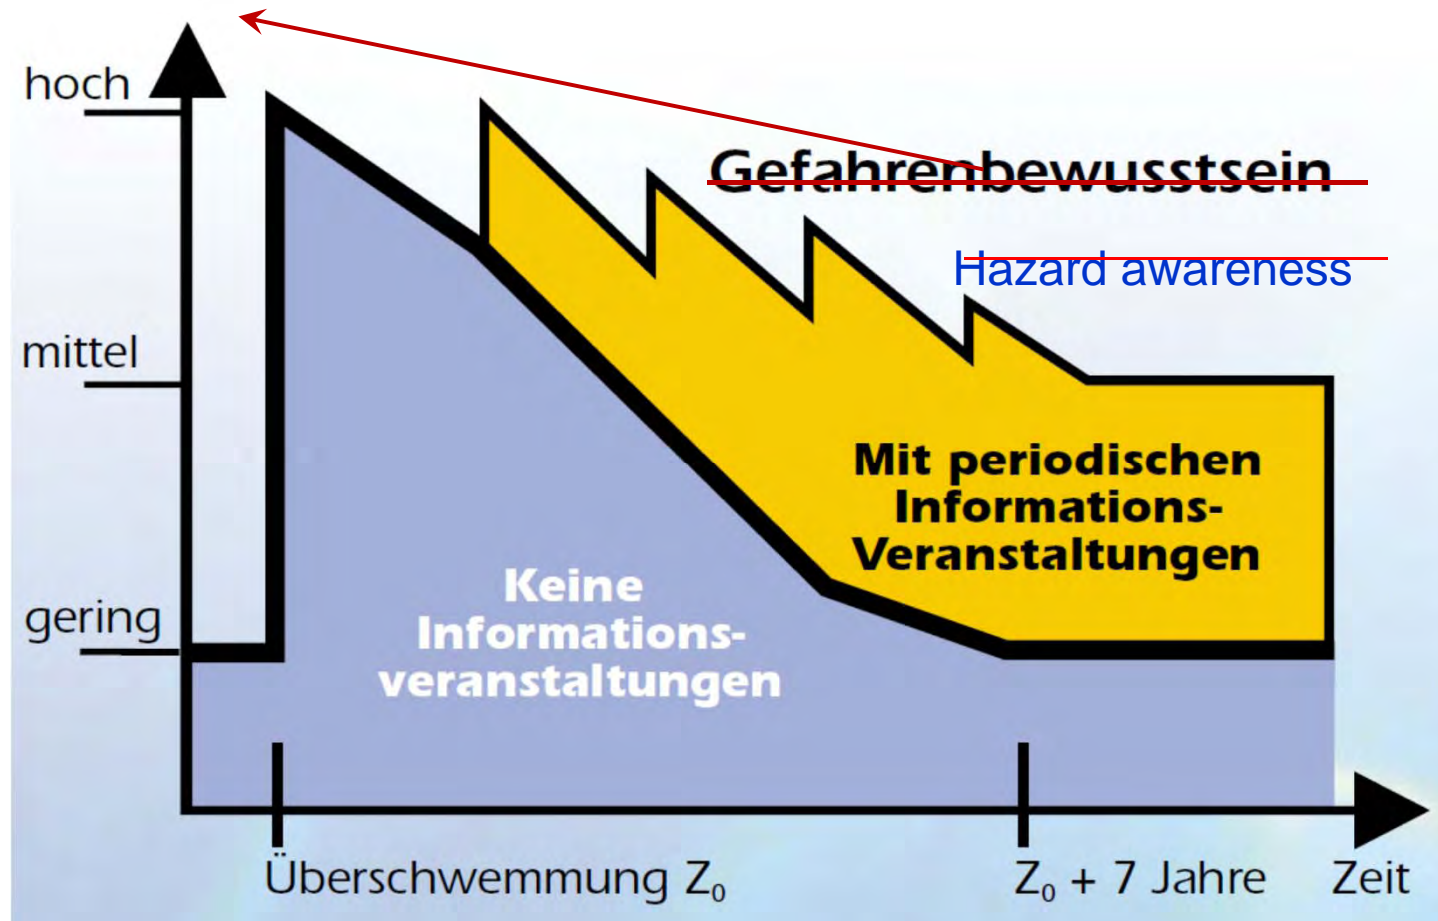 hoch
Gefahrenbewusstsein
Hazard awareness
mittel
Mit periodischen
Informations-
Veranstaltungen
Keine
Informations-
veranstaltungen
gering
Überschwemmung Z₀
Z₀ + 7 Jahre
Zeit